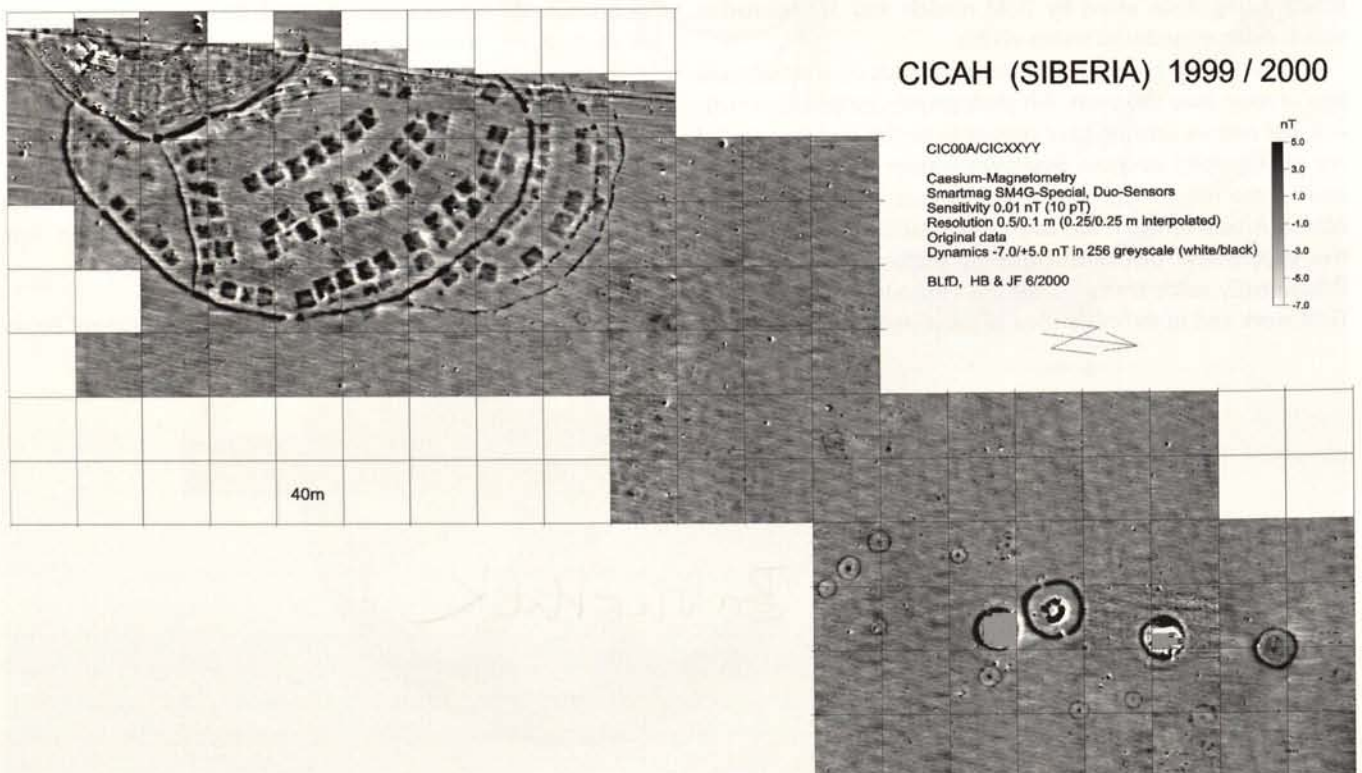 CICAH (SIBERIA) 1999 / 2000
nT
CIC00A/CICXXYY
Caesium-Magnetometry
Smartmag SM4G-Special, Duo-Sensors
Sensitivity 0.01 nT (10 pT)
Resolution 0.5/0.1 m (0.25/0.25 m interpolated)
Original data
Dynamics -7.0/+5.0 nT in 256 greyscale (white/black)
BLfD, HB & JF 6/2000
5.0
3.0
1.0
-1.0
-3.0
-5.0
-7.0
40m